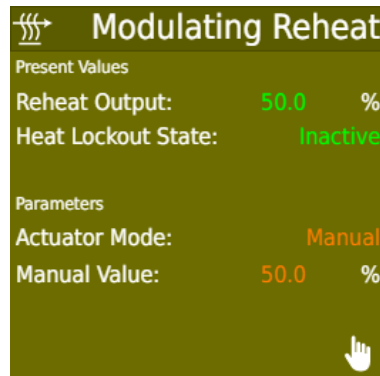 Modulating Reheat
Present Values
Reheat Output: 50.0 %
Heat Lockout State: Inactive
Parameters
Actuator Mode: Manual
Manual Value: 50.0 %